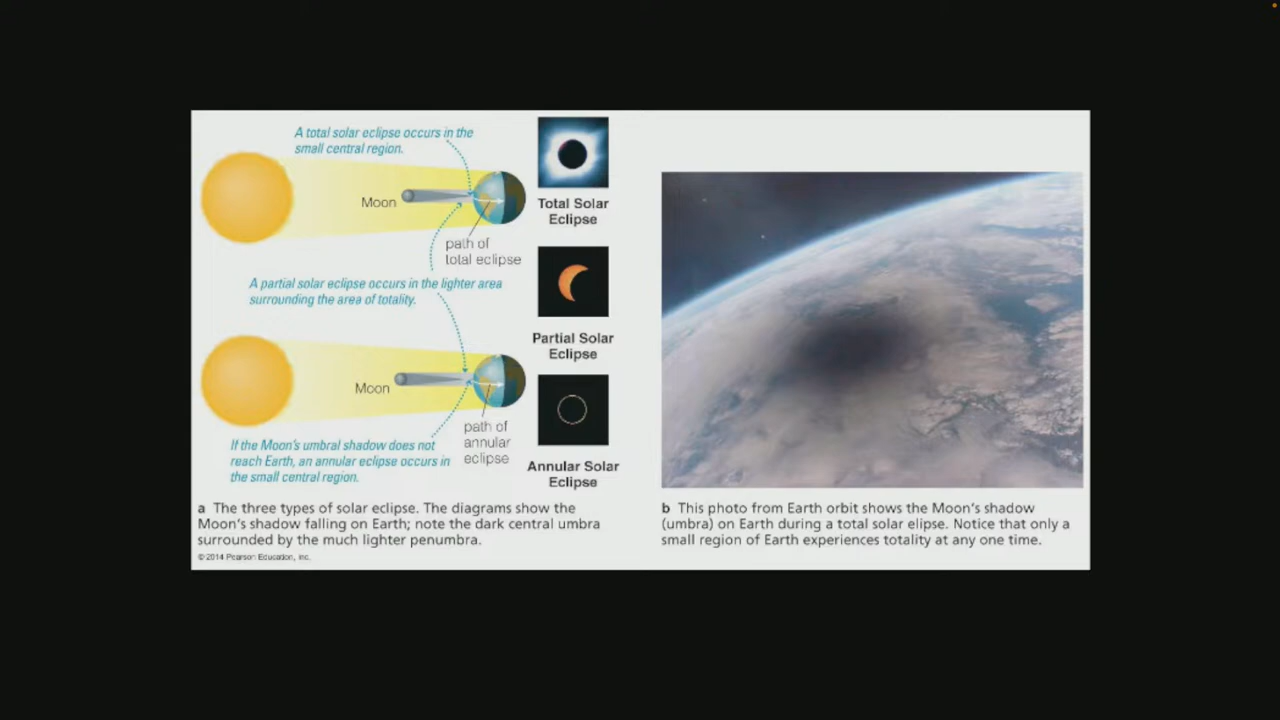 A total solar eclipse occurs in the
small central region.
Moon
path of
total eclipse
A partial solar eclipse occurs in the lighter area
surrounding the area of totality.
Moon
path of
annular
eclipse
If the Moon's umbral shadow does not
reach Earth, an annular eclipse occurs in
the small central region.
Total Solar
Eclipse
Partial Solar
Eclipse
Annular Solar
Eclipse
a The three types of solar eclipse. The diagrams show the
Moon's shadow falling on Earth; note the dark central umbra
surrounded by the much lighter penumbra.
© 2014 Pearson Education, Inc.
b This photo from Earth orbit shows the Moon's shadow
(umbra) on Earth during a total solar elipse. Notice that only a
small region of Earth experiences totality at any one time.